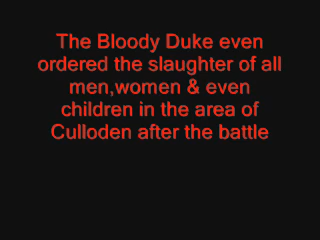 The Bloody Duke even
ordered the slaughter of all
men,women & even
children in the area of
Culloden after the battle